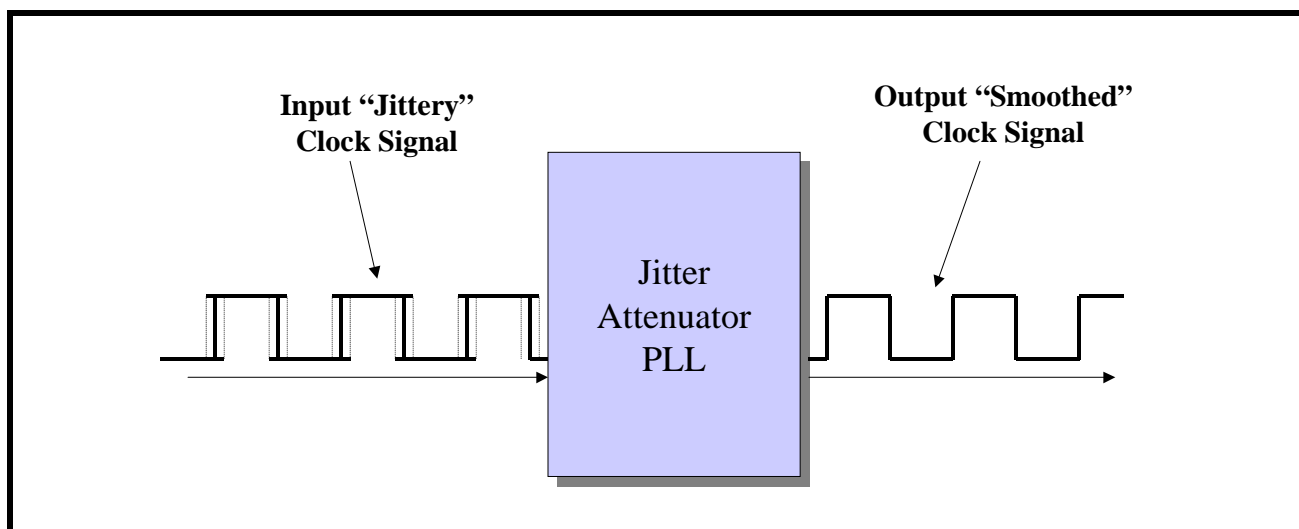 Input “Jittery”
Clock Signal
Output “Smoothed”
Clock Signal
Jitter
Attenuator
PLL